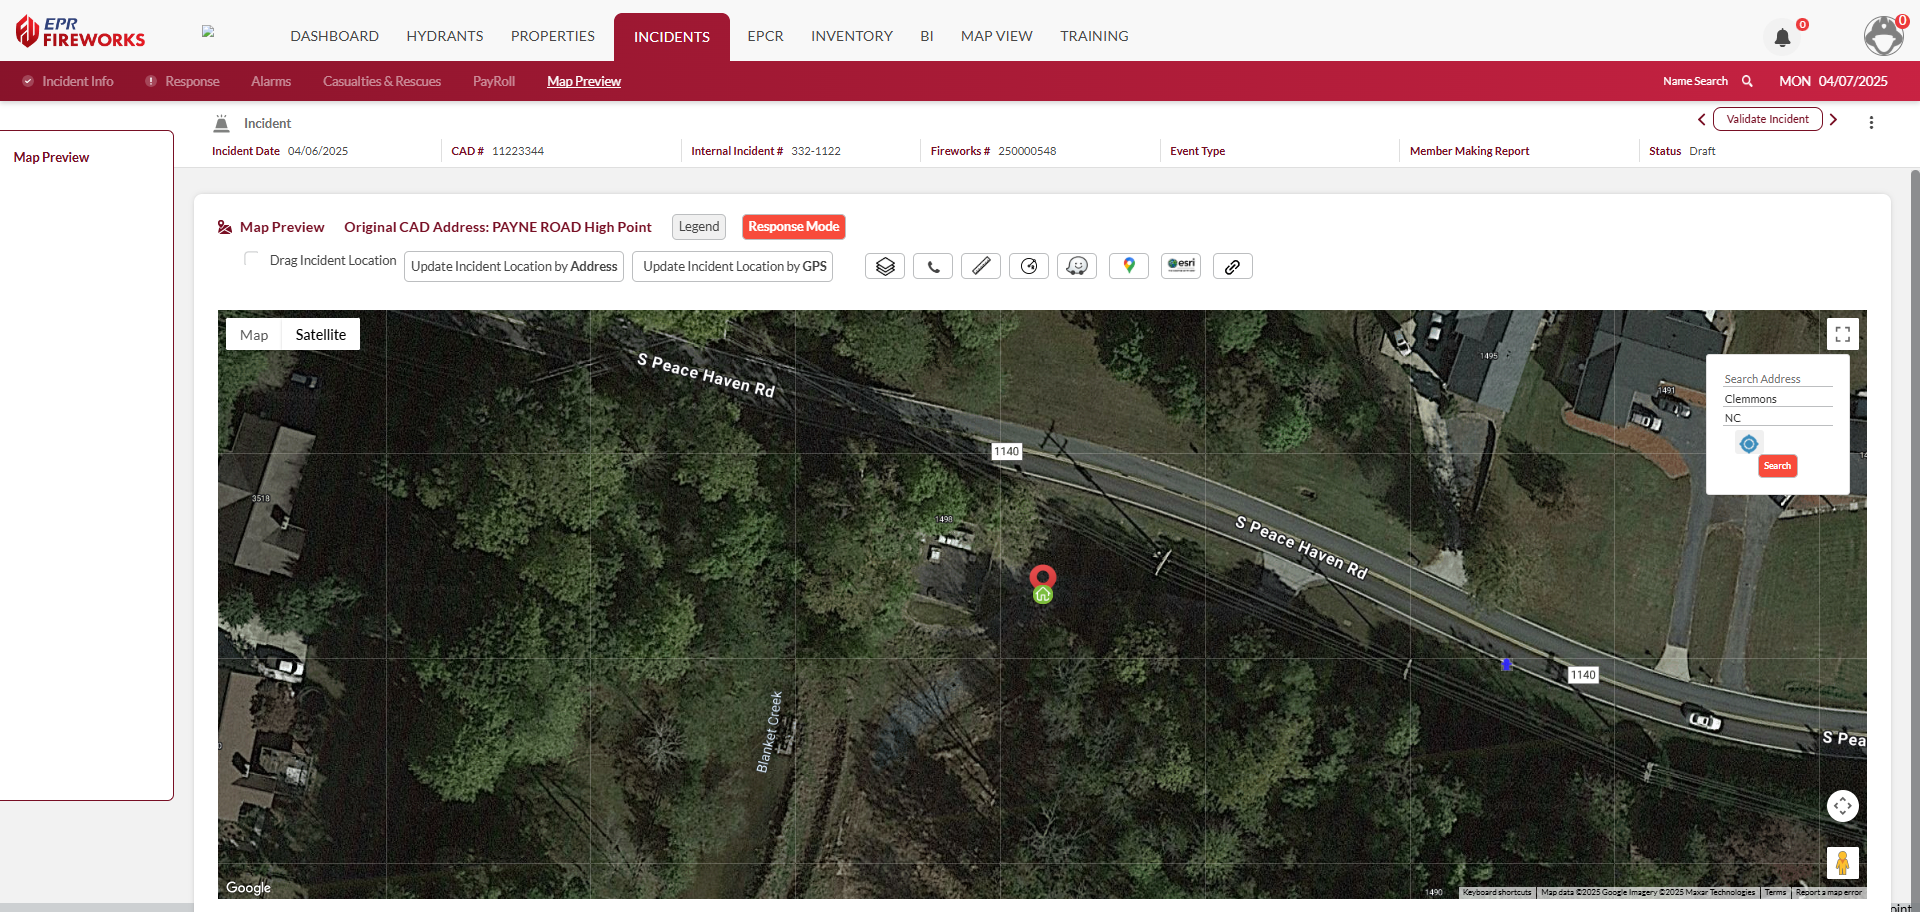 EPR
FIREWORKS
DASHBOARD HYDRANTS PROPERTIES INCIDENTS EPCR INVENTORY BI MAP VIEW TRAINING
0
0
Incident Info Response Alarms Casualties & Rescues PayRoll Map Preview
Name Search MON 04/07/2025
Map Preview
Incident
Validate Incident
Incident Date 04/06/2025 CAD # 11223344 Internal Incident # 332-1122 Fireworks # 250000548 Event Type Member Making Report Status Draft
Map Preview Original CAD Address: PAYNE ROAD High Point Legend Response Mode
Drag Incident Location Update Incident Location by Address Update Incident Location by GPS esri
Map Satellite
S Peace Haven Rd
1495
1491
Search Address
Clemmons
NC
Search
1140
3518
1498
S Peace Haven Rd
1140
Blanket Creek
S Pea
Google
1490
Keyboard shortcuts Map data ©2025 Google Imagery ©2025 Maxar Technologies Terms Report a map error
oint